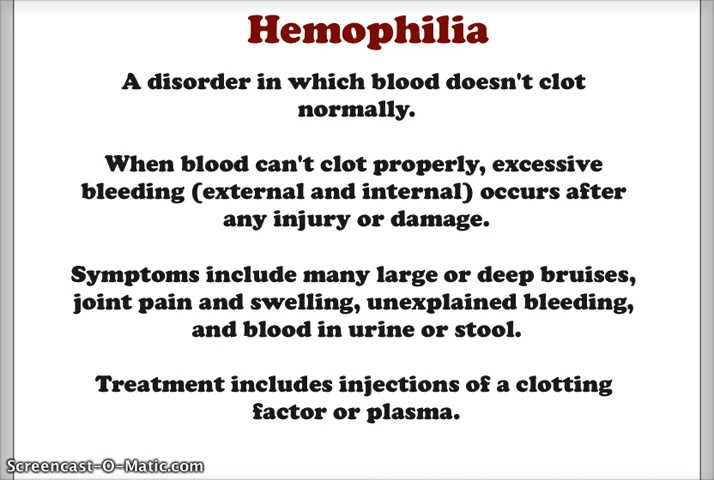 Hemophilia
A disorder in which blood doesn't clot
normally.
When blood can't clot properly, excessive
bleeding (external and internal) occurs after
any injury or damage.
Symptoms include many large or deep bruises,
joint pain and swelling, unexplained bleeding,
and blood in urine or stool.
Treatment includes injections of a clotting
factor or plasma.
Screencast-O-Matic.com